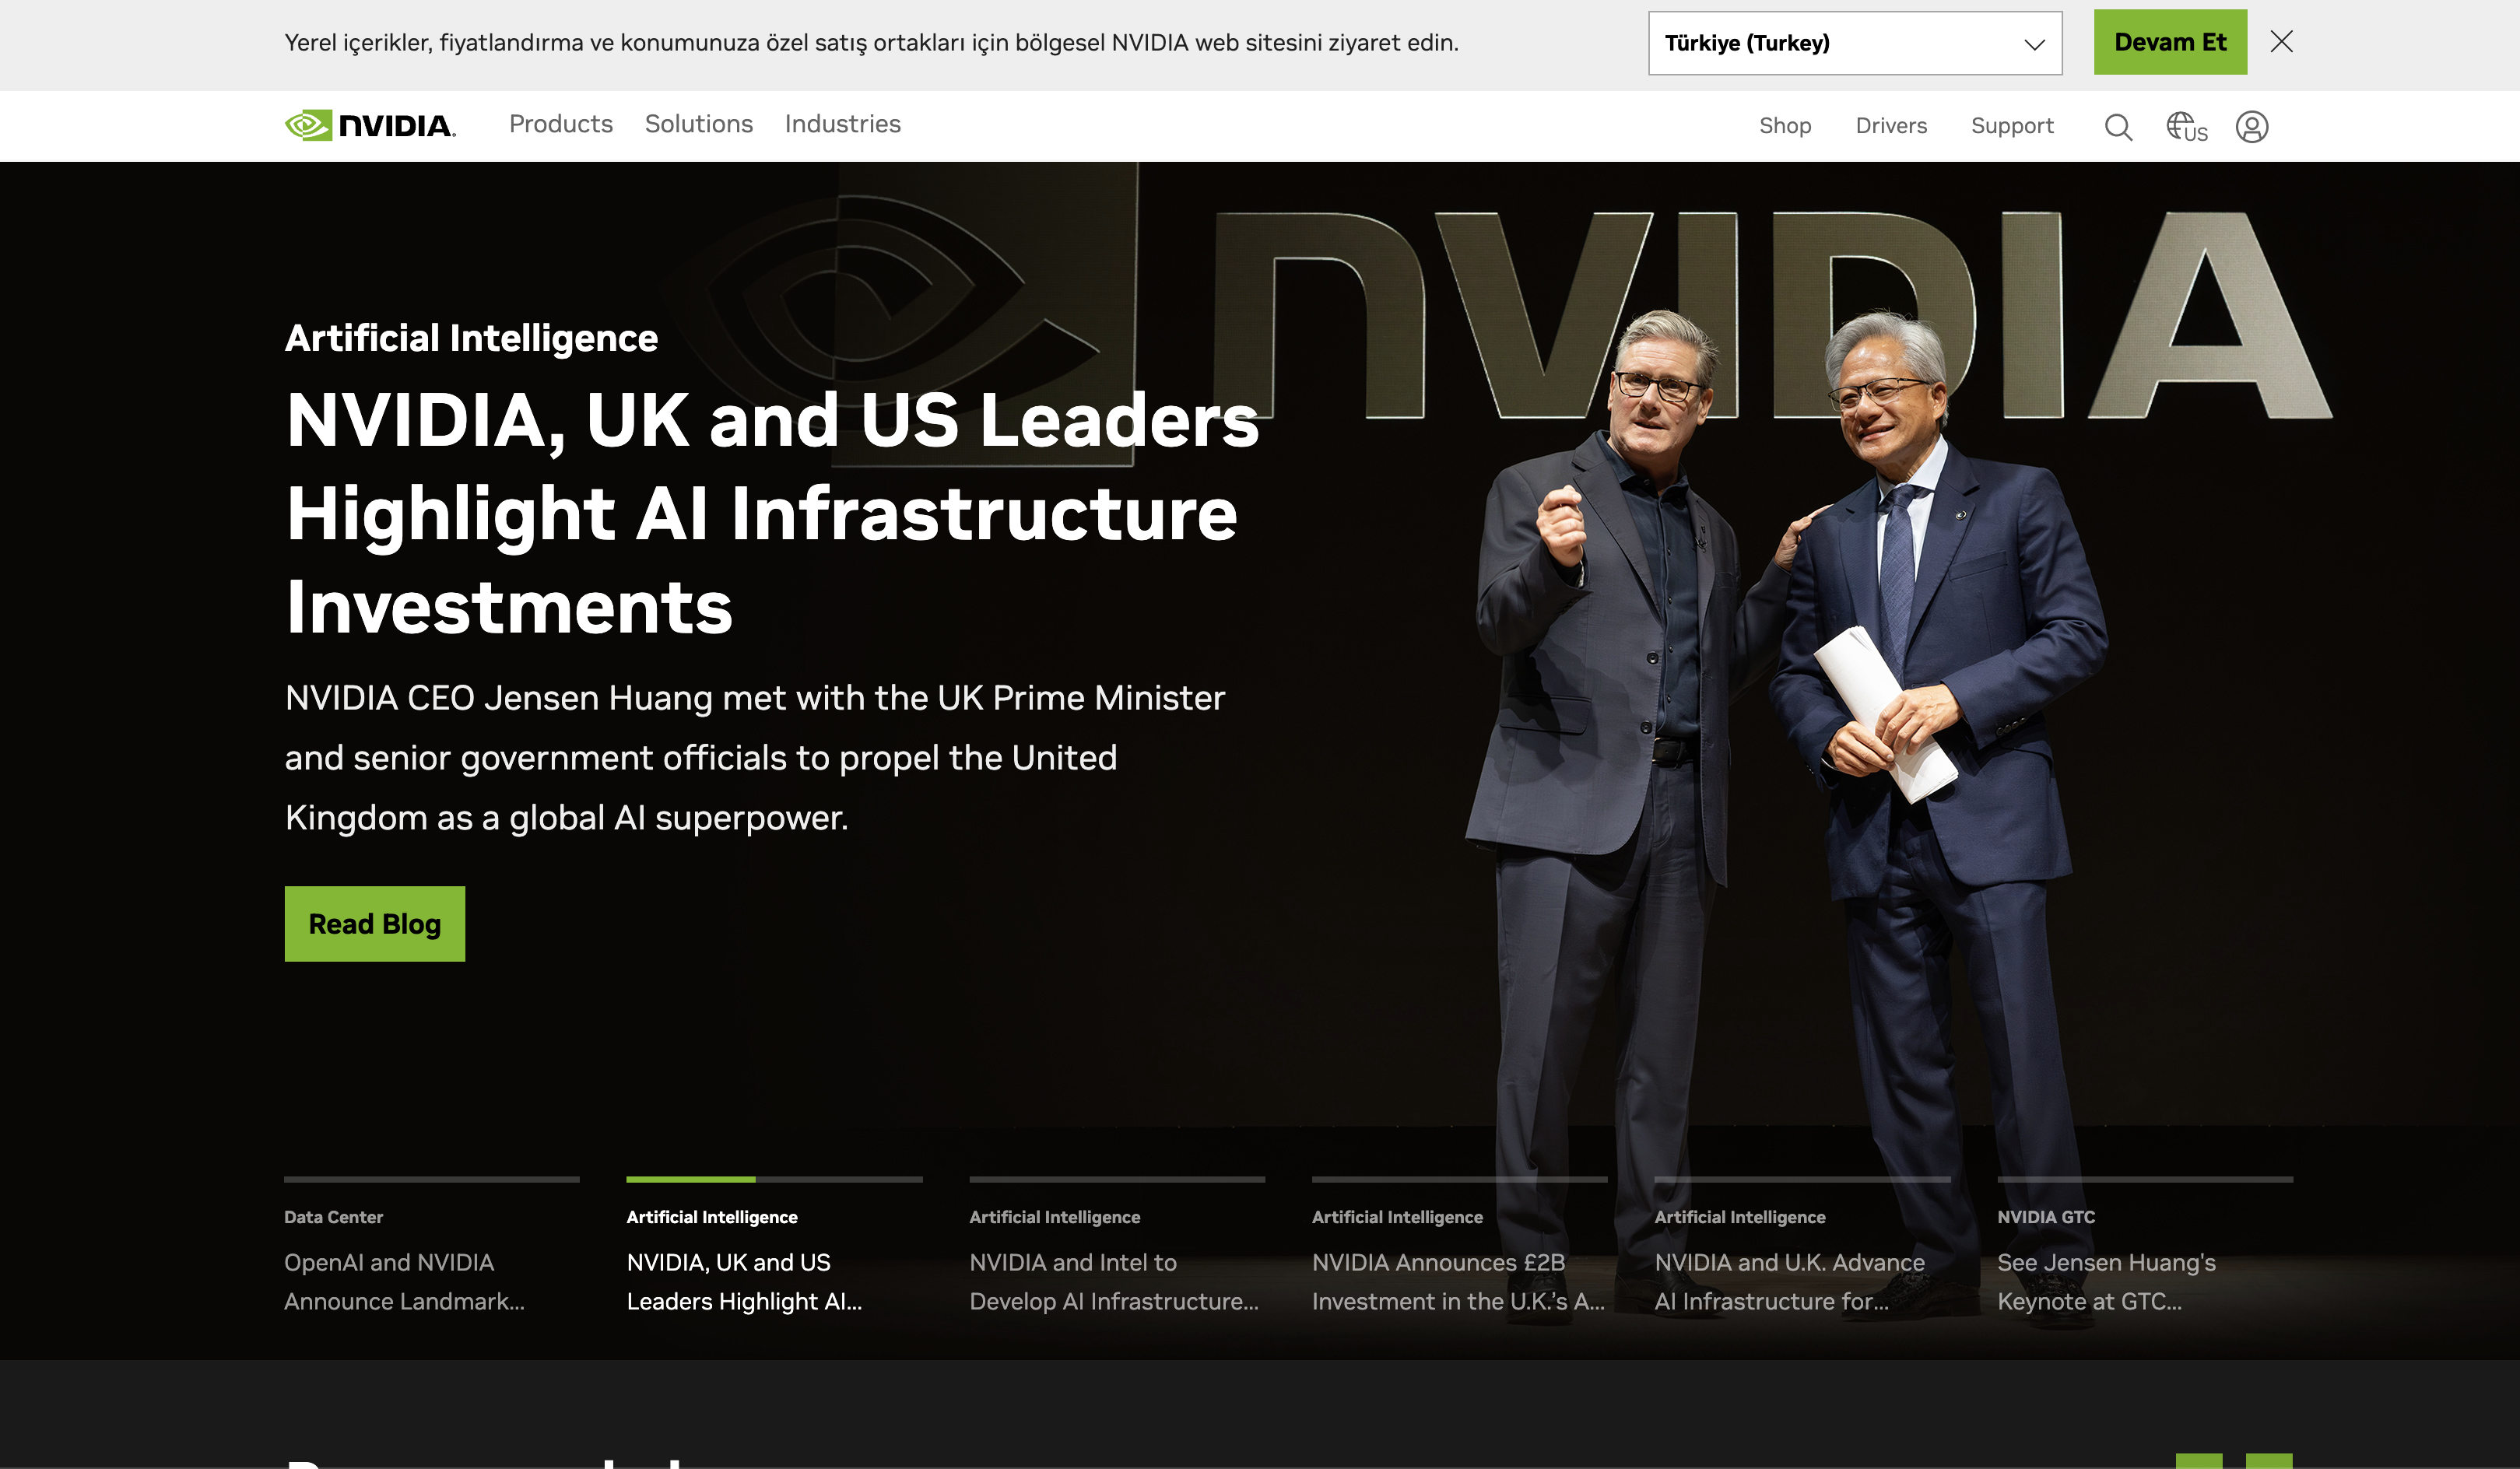 Yerel içerikler, fiyatlandırma ve konumunuza özel satış ortakları için bölgesel NVIDIA web sitesini ziyaret edin.
Türkiye (Turkey)
Devam Et
NVIDIA.
Products
Solutions
Industries
Shop
Drivers
Support
US
NVIDIA
Artificial Intelligence
NVIDIA, UK and US Leaders
Highlight AI Infrastructure
Investments
NVIDIA CEO Jensen Huang met with the UK Prime Minister
and senior government officials to propel the United
Kingdom as a global AI superpower.
Read Blog
Data Center
OpenAI and NVIDIA
Announce Landmark...
Artificial Intelligence
NVIDIA, UK and US
Leaders Highlight AI...
Artificial Intelligence
NVIDIA and Intel to
Develop AI Infrastructure...
Artificial Intelligence
NVIDIA Announces £2B
Investment in the U.K.'s A...
Artificial Intelligence
NVIDIA and U.K. Advance
AI Infrastructure for...
NVIDIA GTC
See Jensen Huang's
Keynote at GTC...